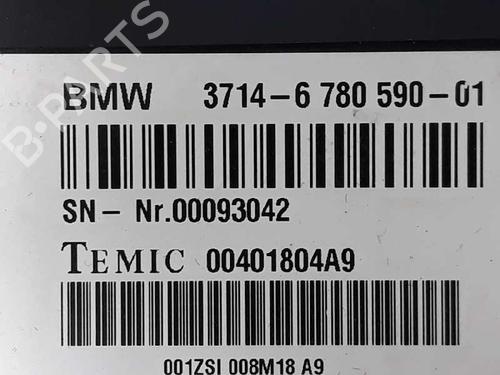 BMW 3714-6 780 590-01
SN- Nr.00093042
TEMIC 00401804A9
001ZSI 008M18 A9
B-PARTS